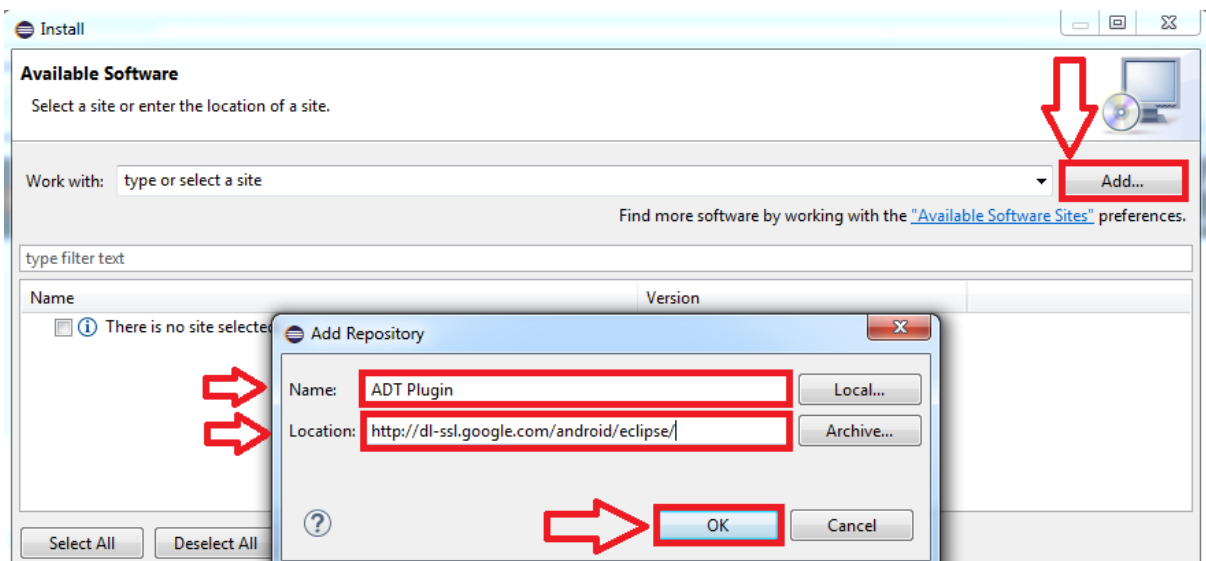 Install
Available Software
Select a site or enter the location of a site.
Work with: type or select a site Add...
Find more software by working with the "Available Software Sites" preferences.
type filter text
Name Version
There is no site selected
Add Repository
Name: ADT Plugin Local...
Location: http://dl-ssl.google.com/android/eclipse/ Archive...
? OK Cancel
Select All Deselect All